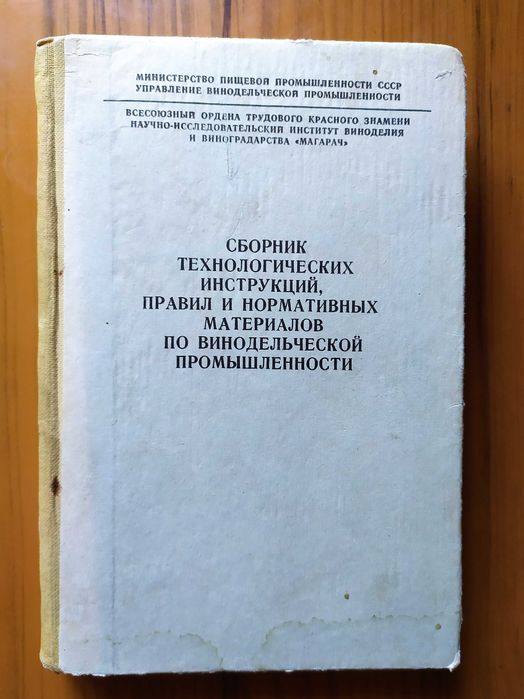 МИНИСТЕРСТВО ПИЩЕВОЙ ПРОМЫШЛЕННОСТИ СССР
УПРАВЛЕНИЕ ВИНОДЕЛЬЧЕСКОЙ ПРОМЫШЛЕННОСТИ
ВСЕСОЮЗНЫЙ ОРДЕНА ТРУДОВОГО КРАСНОГО ЗНАМЕНИ
НАУЧНО-ИССЛЕДОВАТЕЛЬСКИЙ ИНСТИТУТ ВИНОДЕЛИЯ
И ВИНОГРАДАРСТВА «МАГАРАЧ»
СБОРНИК
ТЕХНОЛОГИЧЕСКИХ
ИНСТРУКЦИЙ,
ПРАВИЛ И НОРМАТИВНЫХ
МАТЕРИАЛОВ
ПО ВИНОДЕЛЬЧЕСКОЙ
ПРОМЫШЛЕННОСТИ